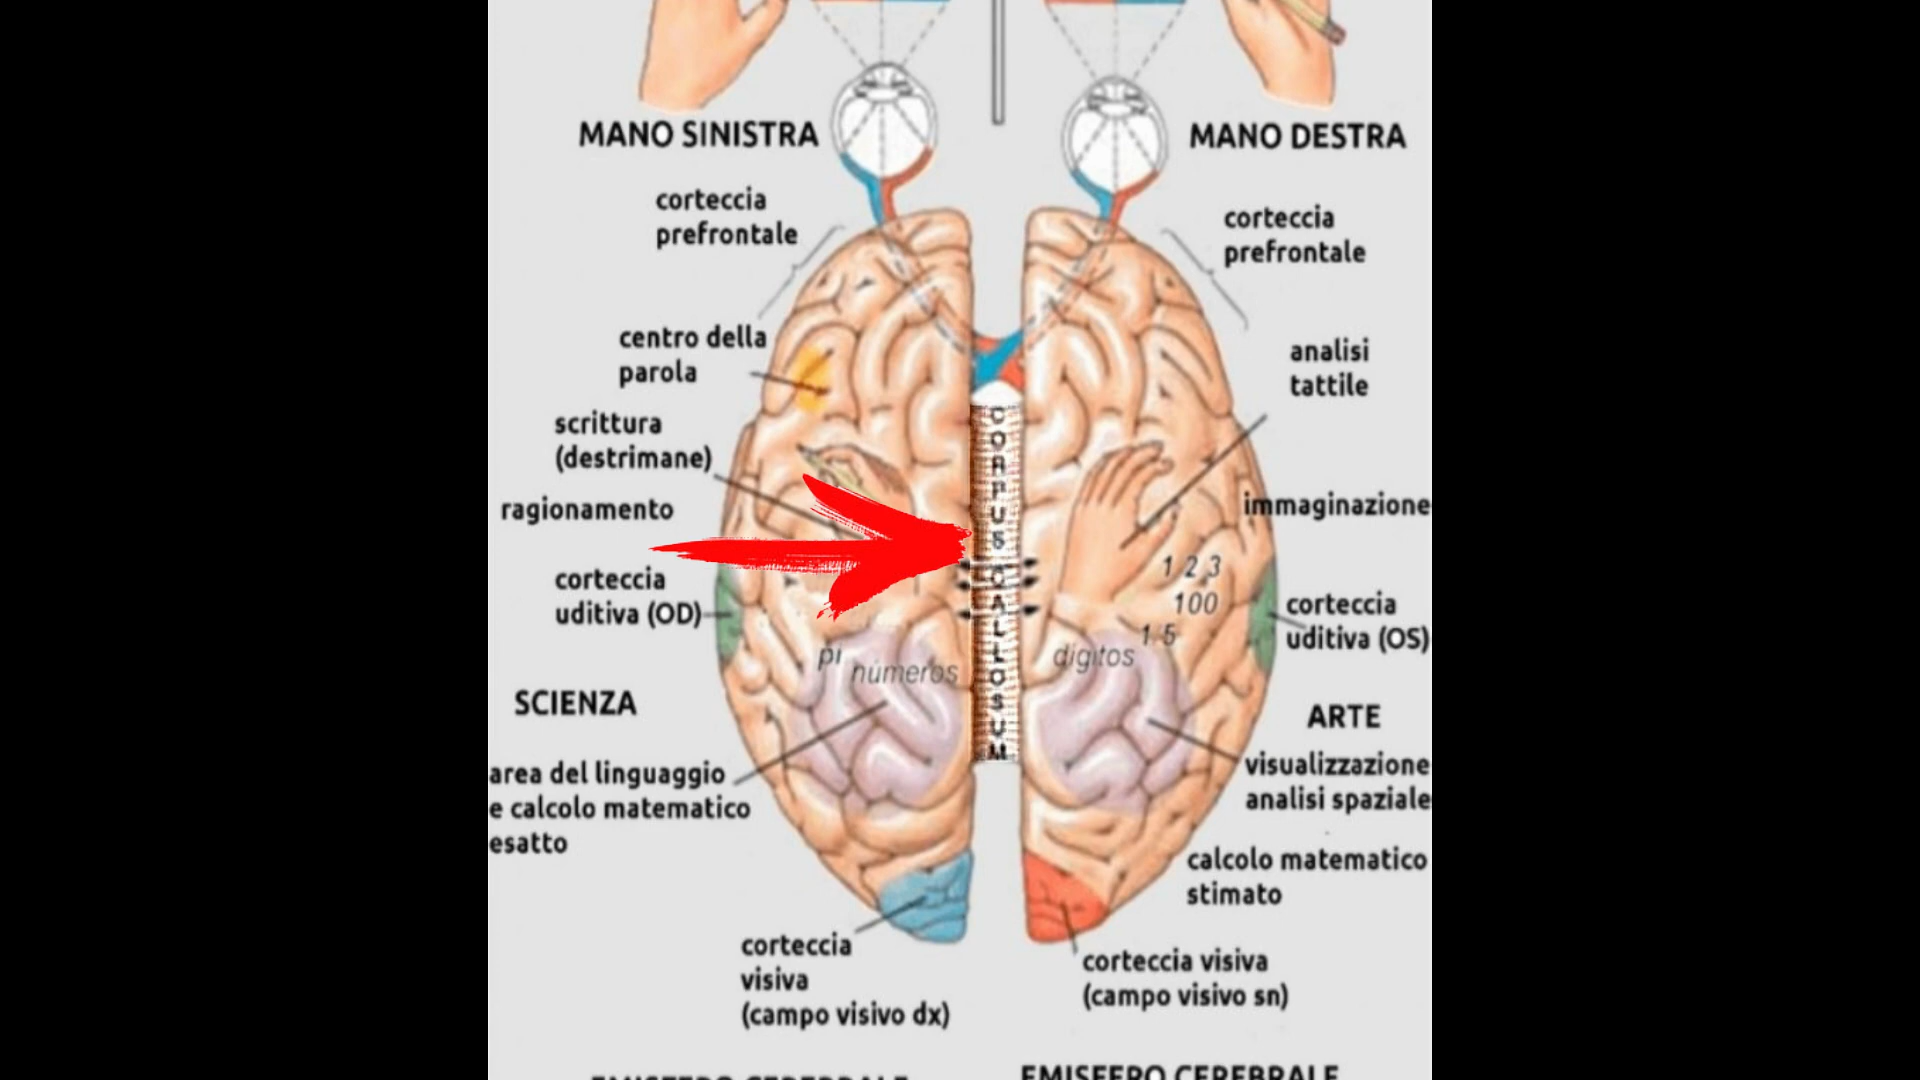 MANO SINISTRA
MANO DESTRA
corteccia
prefrontale
corteccia
prefrontale
centro della
parola
analisi
tattile
scrittura
(destrimane)
ragionamento
immaginazione
CORPUS CALLOSUM
1 2 3
100
1,5
corteccia
uditiva (OD)
corteccia
uditiva (OS)
pi
números
dígitos
SCIENZA
ARTE
area del linguaggio
e calcolo matematico
esatto
visualizzazione
analisi spaziale
calcolo matematico
stimato
corteccia
visiva
(campo visivo dx)
corteccia visiva
(campo visivo sn)
EMISFERO CEREBRALE
EMISFERO CEREBRALE